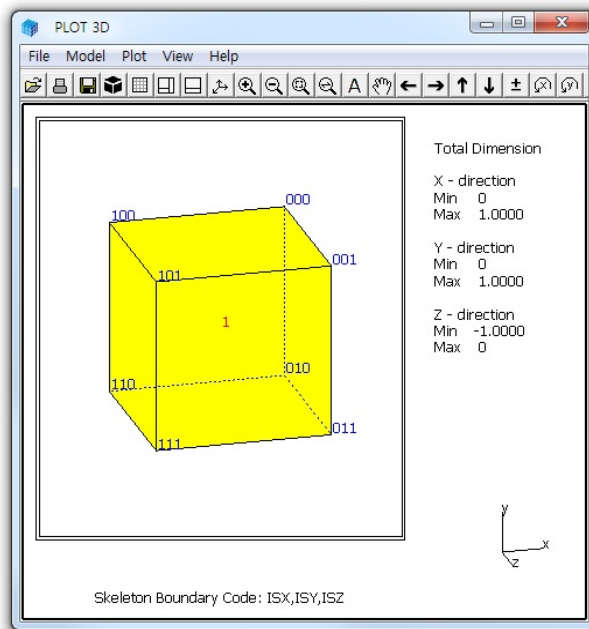 PLOT 3D
File Model Plot View Help
A
±
x
y
Total Dimension
X - direction
Min 0
Max 1.0000
Y - direction
Min 0
Max 1.0000
Z - direction
Min -1.0000
Max 0
000
100
001
101
1
010
110
011
111
y
x
z
Skeleton Boundary Code: ISX,ISY,ISZ